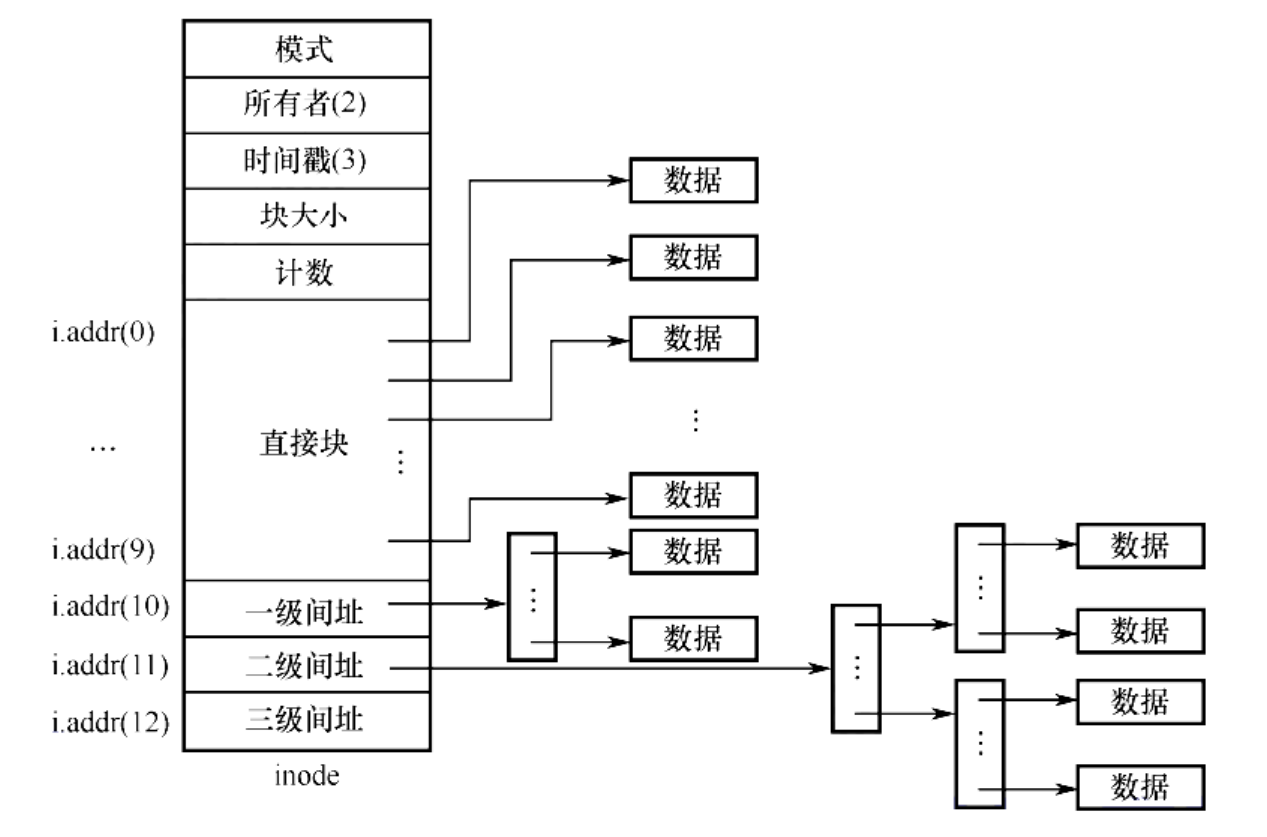 模式
所有者(2)
时间戳(3)
块大小
计数
i.addr(0)
…
i.addr(9)
i.addr(10)
i.addr(11)
i.addr(12)
直接块
⋮
一级间址
二级间址
三级间址
inode
数据
数据
数据
⋮
数据
⋮
数据
数据
⋮
⋮
数据
数据
⋮
数据
数据